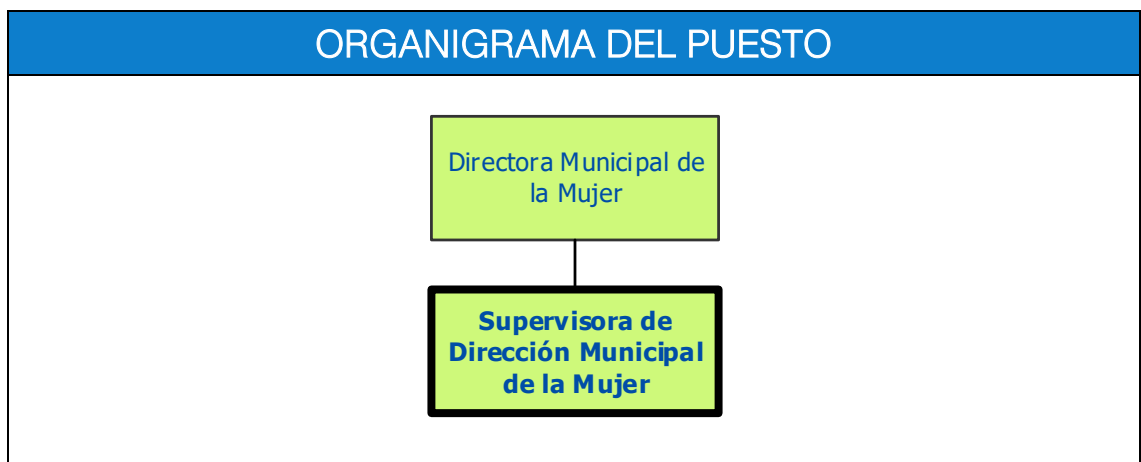 ORGANIGRAMA DEL PUESTO
Directora Municipal de
la Mujer
Supervisora de
Dirección Municipal
de la Mujer